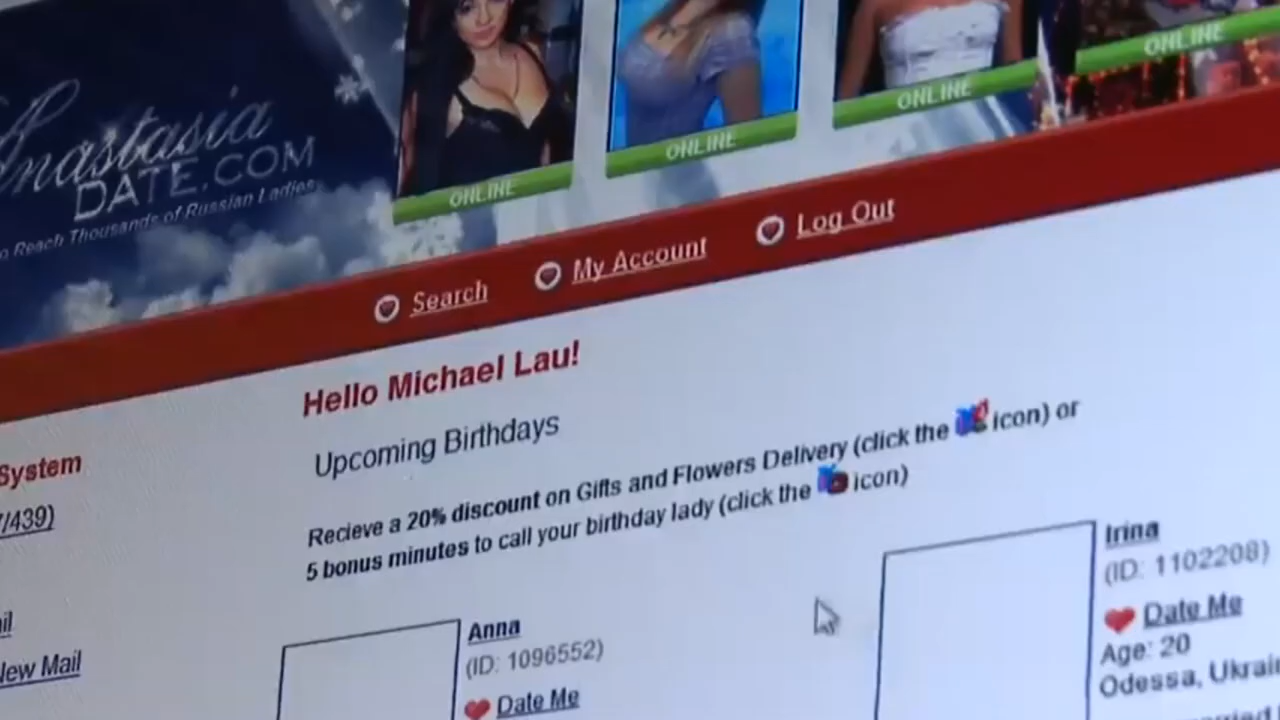 Anastasia
DATE.COM
Reach Thousands of Russian Ladies
ONLINE
ONLINE
ONLINE
ONLINE
Search
My Account
Log Out
Hello Michael Lau!
Upcoming Birthdays
Recieve a 20% discount on Gifts and Flowers Delivery (click the icon) or
5 bonus minutes to call your birthday lady (click the icon)
System
/439)
New Mail
Anna
(ID: 1096552)
Date Me
Irina
(ID: 1102208)
Date Me
Age: 20
Odessa, Ukrai